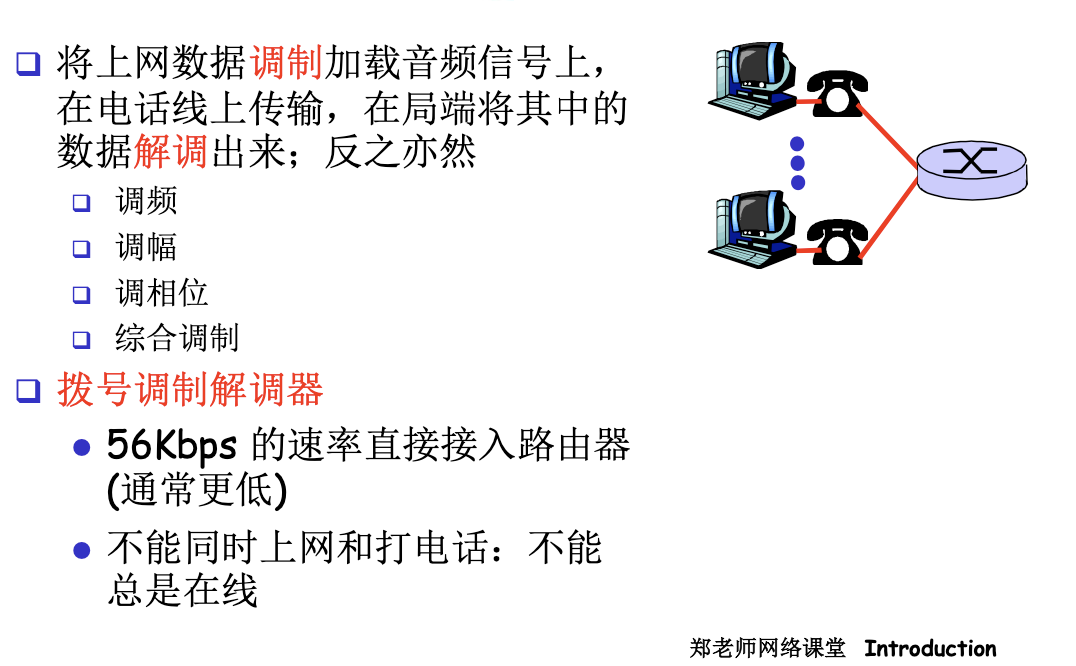 将上网数据调制加载音频信号上，
在电话线上传输，在局端将其中的
数据解调出来；反之亦然
调频
调幅
调相位
综合调制
拨号调制解调器
56Kbps 的速率直接接入路由器
(通常更低)
不能同时上网和打电话：不能
总是在线
郑老师网络课堂 Introduction